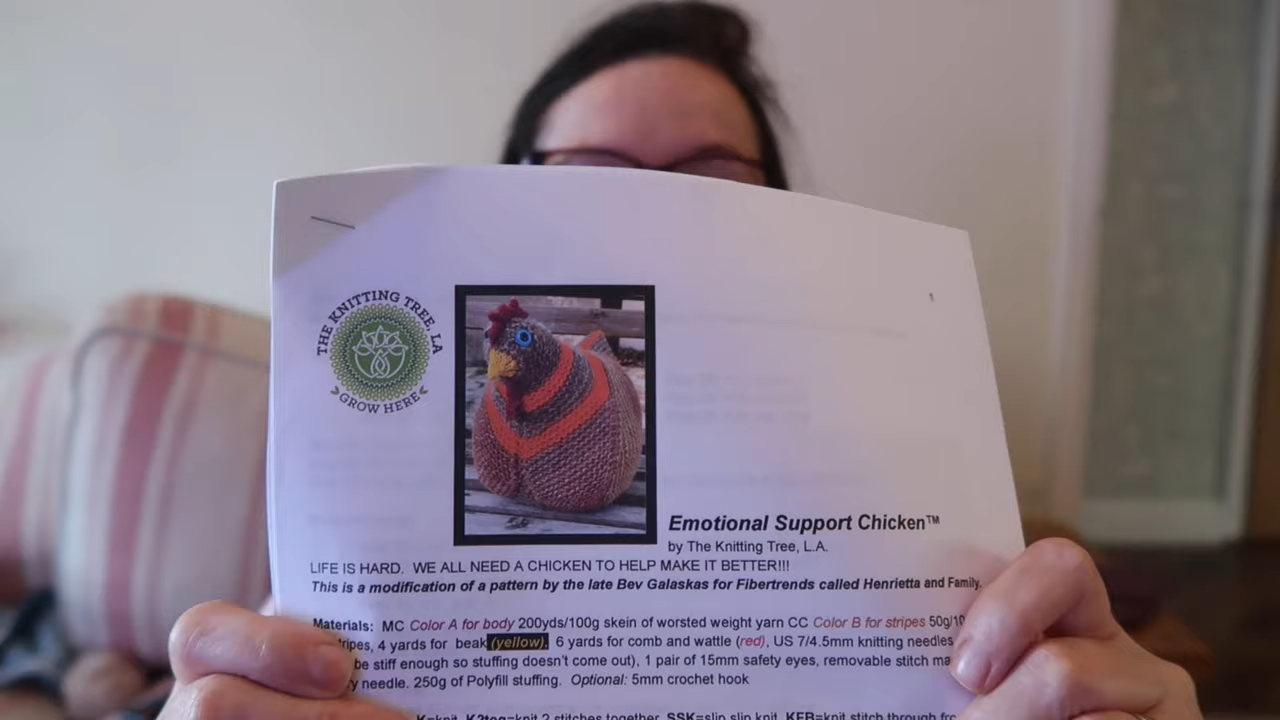 THE KNITTING TREE, LA
GROW HERE
Emotional Support Chicken™
by The Knitting Tree, L.A.
LIFE IS HARD. WE ALL NEED A CHICKEN TO HELP MAKE IT BETTER!!!
This is a modification of a pattern by the late Bev Galaskas for Fibertrends called Henrietta and Family.
Materials: MC Color A for body 200yds/100g skein of worsted weight yarn CC Color B for stripes 50g/10
ripes, 4 yards for beak (yellow), 6 yards for comb and wattle (red), US 7/4.5mm knitting needles
be stiff enough so stuffing doesn't come out), 1 pair of 15mm safety eyes, removable stitch ma
y needle. 250g of Polyfill stuffing. Optional: 5mm crochet hook
K=knit, K2tog=knit 2 stitches together, SSK=slip slip knit, KFB=knit stitch through fro